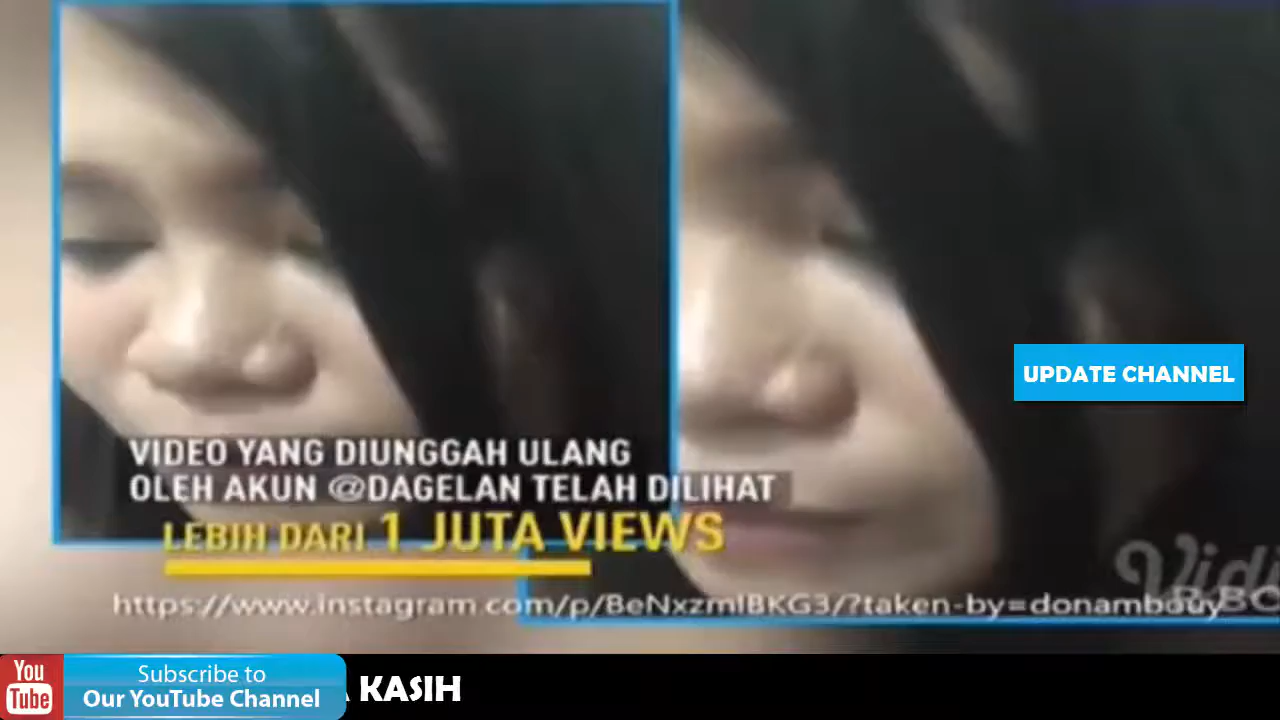 UPDATE CHANNEL
VIDEO YANG DIUNGGAH ULANG
OLEH AKUN @DAGELAN TELAH DILIHAT
LEBIH DARI 1 JUTA VIEWS
https://www.instagram.com/p/BeNxzmlBKG3/?taken-by=donambouy
You
Tube
Subscribe to
Our YouTube Channel
KASIH